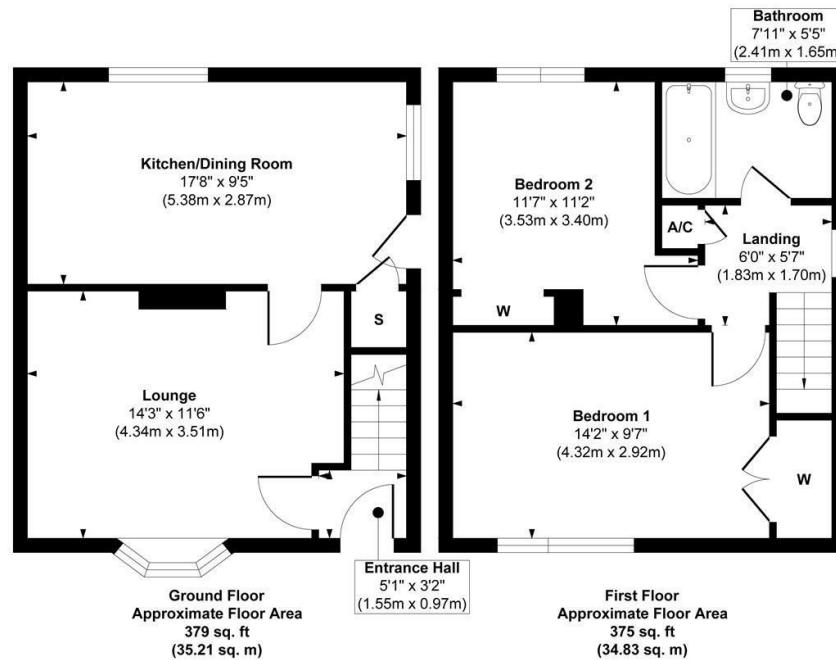 Bathroom
7'11" x 5'5"
(2.41m x 1.65m
Kitchen/Dining Room
17'8" x 9'5"
(5.38m x 2.87m)
Bedroom 2
11'7" x 11'2"
(3.53m x 3.40m)
A/C
Landing
6'0" x 5'7"
(1.83m x 1.70m)
W
S
Lounge
14'3" x 11'6"
(4.34m x 3.51m)
Bedroom 1
14'2" x 9'7"
(4.32m x 2.92m)
W
Entrance Hall
5'1" x 3'2"
(1.55m x 0.97m)
Ground Floor
Approximate Floor Area
379 sq. ft
(35.21 sq. m)
First Floor
Approximate Floor Area
375 sq. ft
(34.83 sq. m)